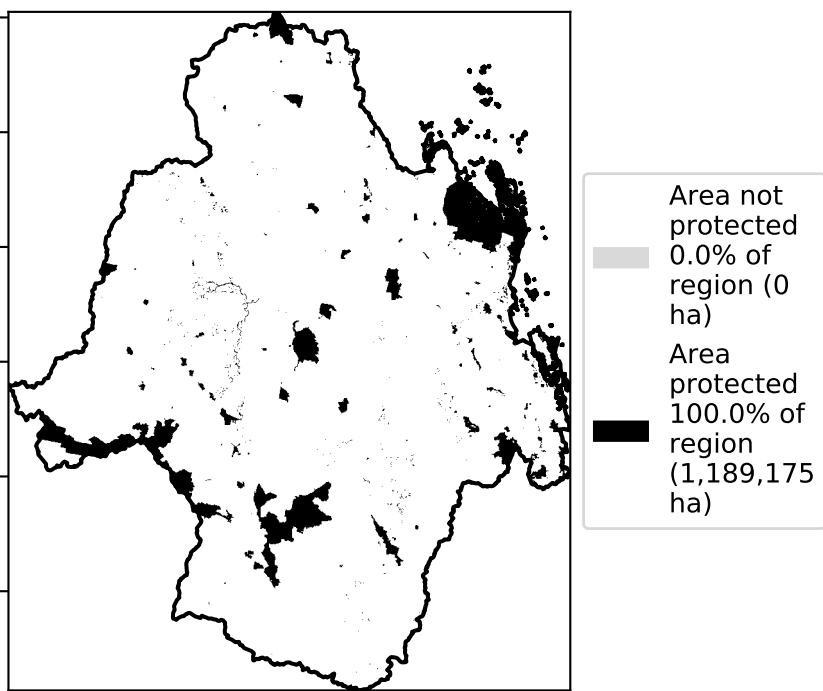 Area not
protected
0.0% of
region (0
ha)
Area
protected
100.0% of
region
(1,189,175
ha)